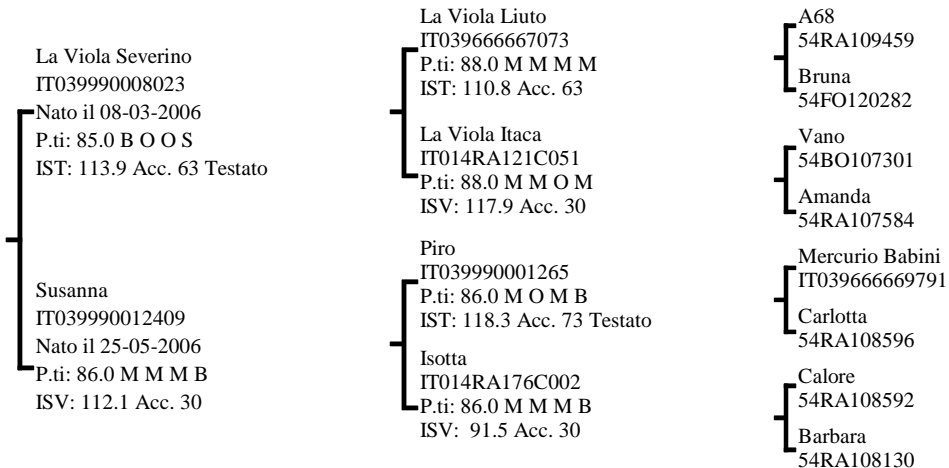 La Viola Severino
IT039990008023
Nato il 08-03-2006
P.ti: 85.0 B O O S
IST: 113.9 Acc. 63 Testato
Susanna
IT039990012409
Nato il 25-05-2006
P.ti: 86.0 M M M B
ISV: 112.1 Acc. 30
La Viola Liuto
IT039666667073
P.ti: 88.0 M M M M
IST: 110.8 Acc. 63
La Viola Itaca
IT014RA121C051
P.ti: 88.0 M M O M
ISV: 117.9 Acc. 30
Piro
IT039990001265
P.ti: 86.0 M O M B
IST: 118.3 Acc. 73 Testato
Isotta
IT014RA176C002
P.ti: 86.0 M M M B
ISV: 91.5 Acc. 30
A68
54RA109459
Bruna
54FO120282
Vano
54BO107301
Amanda
54RA107584
Mercurio Babini
IT039666669791
Carlotta
54RA108596
Calore
54RA108592
Barbara
54RA108130